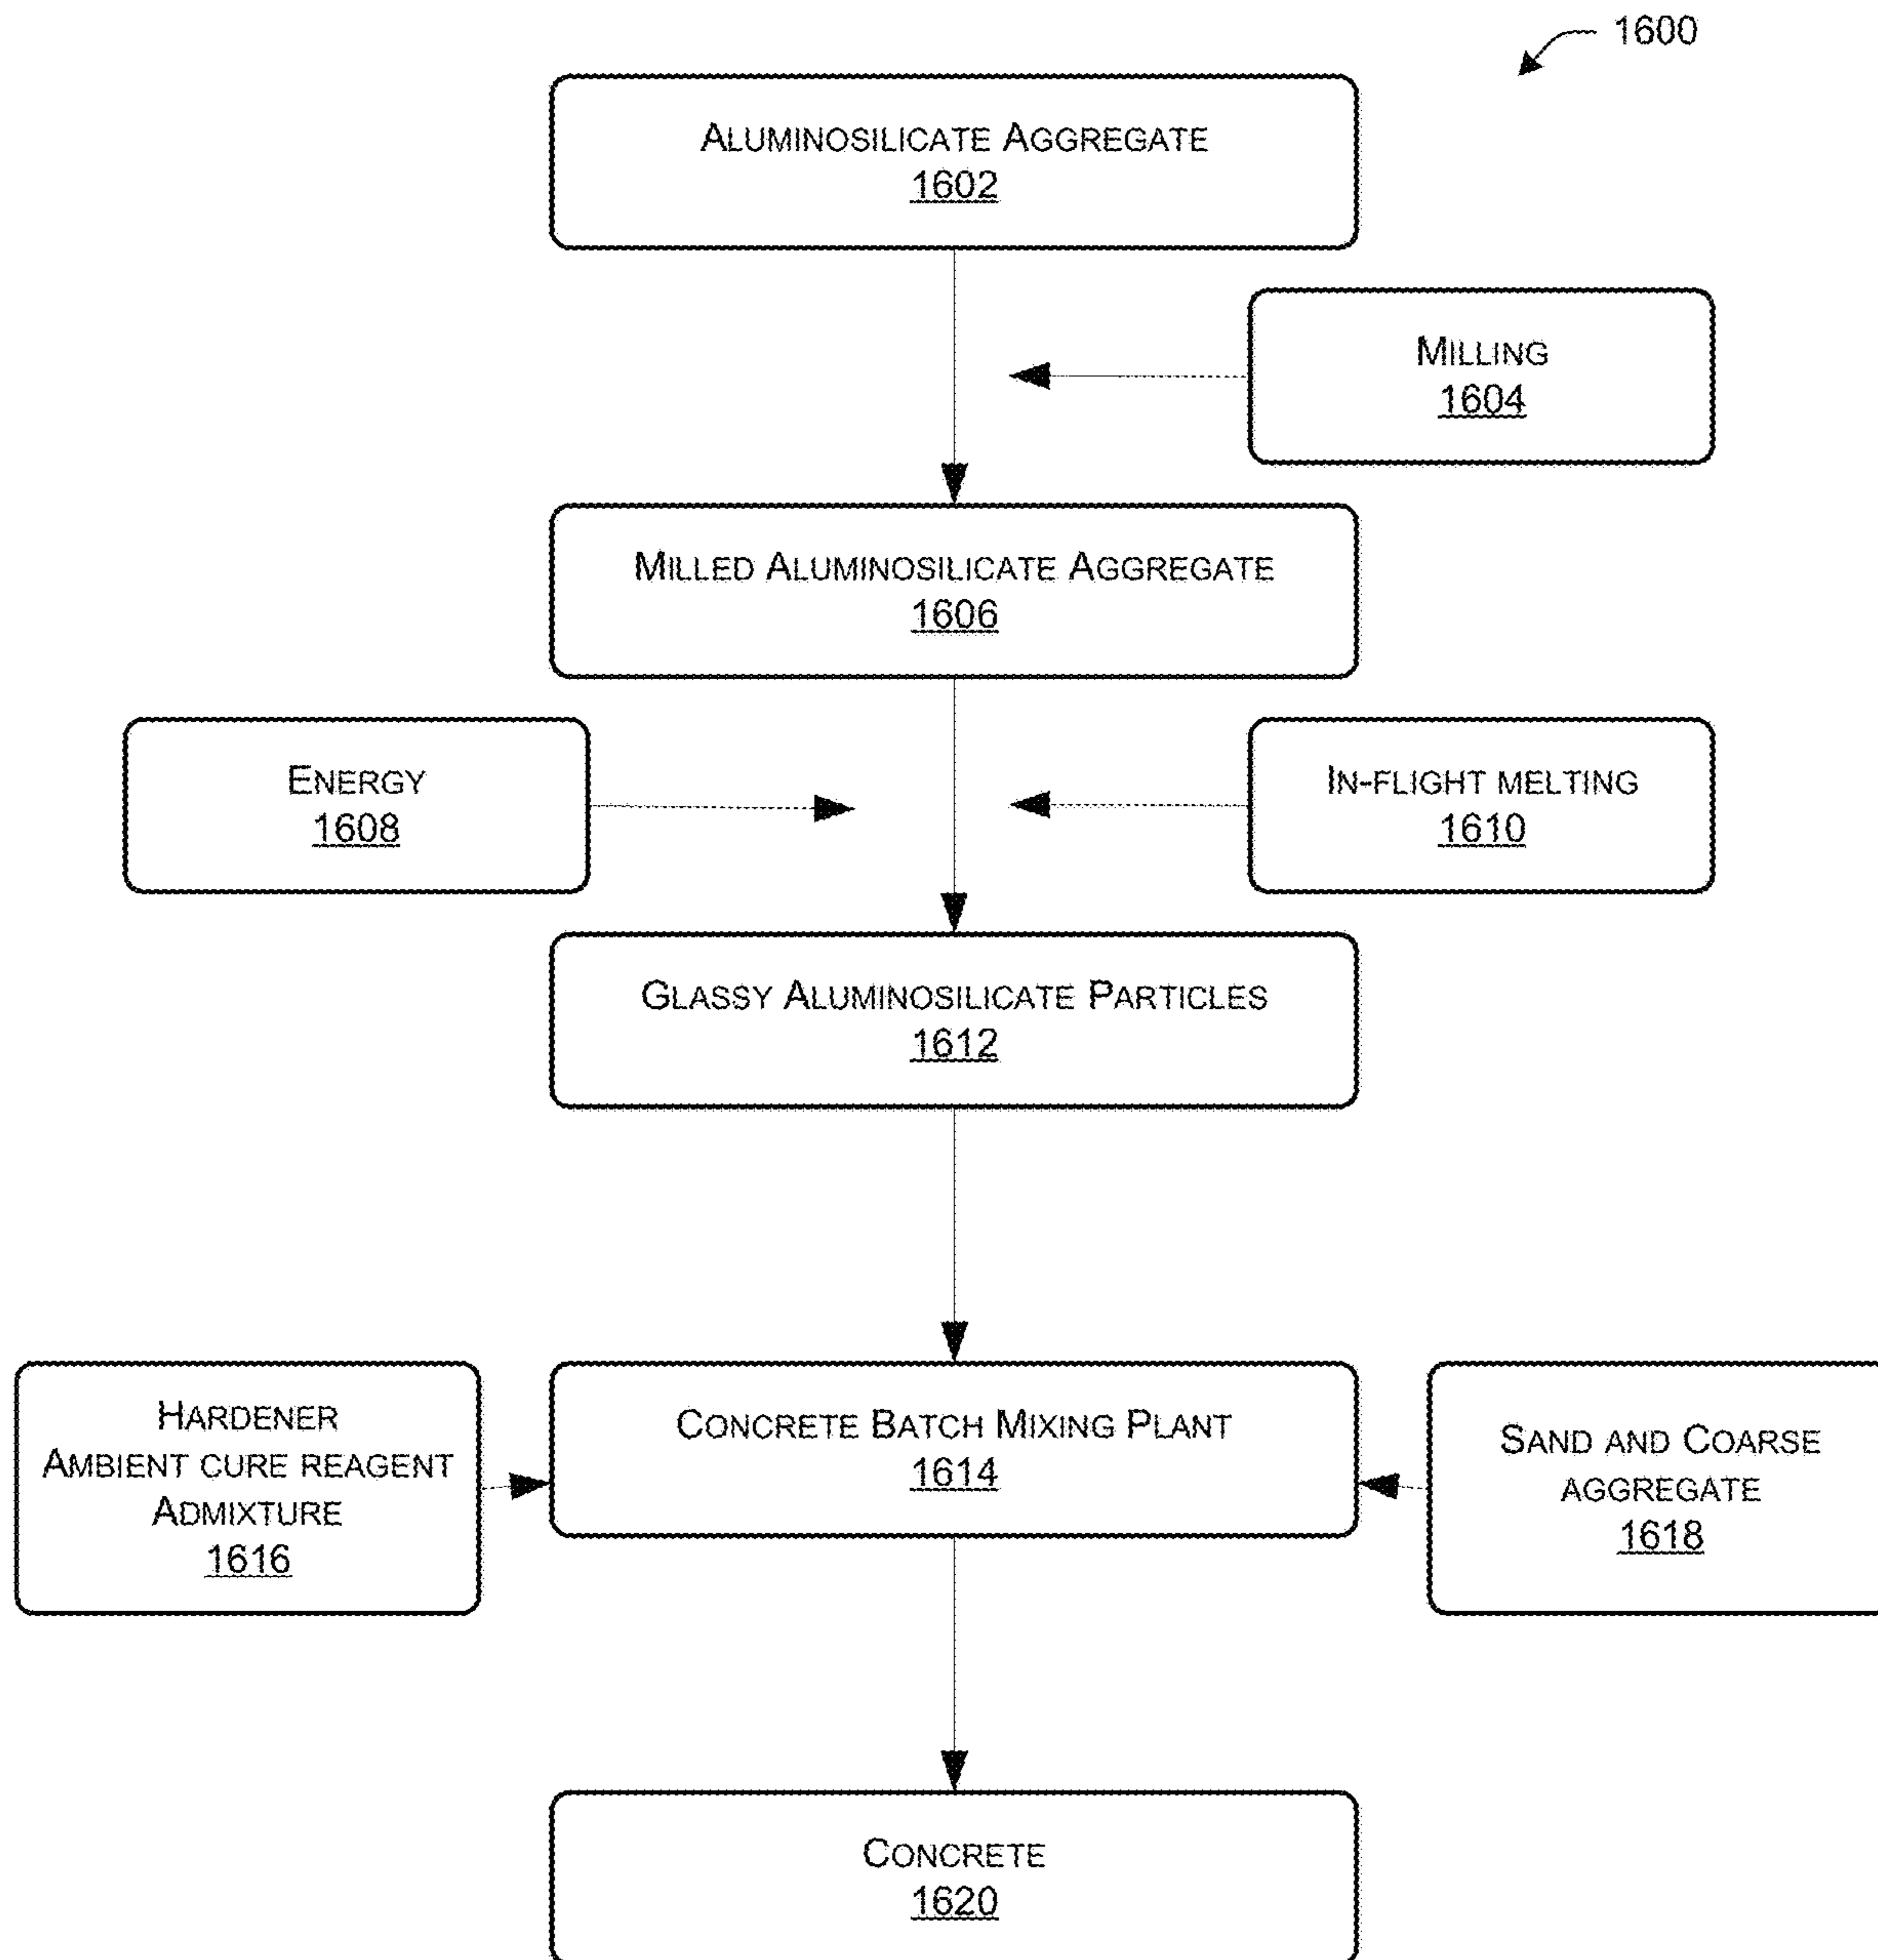 1600
ALUMINOSILICATE AGGREGATE
1602
MILLING
1604
MILLED ALUMINOSILICATE AGGREGATE
1606
ENERGY
1608
IN-FLIGHT MELTING
1610
GLASSY ALUMINOSILICATE PARTICLES
1612
HARDENER
AMBIENT CURE REAGENT
ADMIXTURE
1616
CONCRETE BATCH MIXING PLANT
1614
SAND AND COARSE
AGGREGATE
1618
CONCRETE
1620